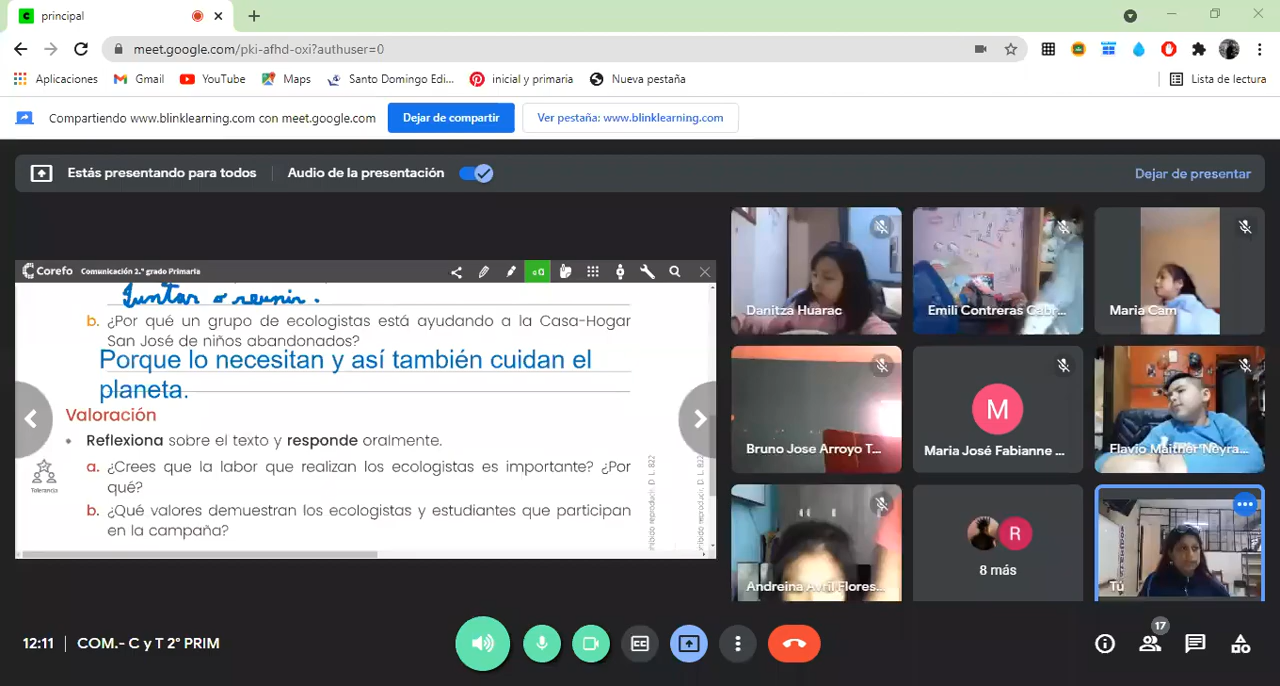 principal
meet.google.com/pki-afhd-oxi?authuser=0
Aplicaciones
Gmail
YouTube
Maps
Santo Domingo Edi...
inicial y primaria
Nueva pestaña
Lista de lectura
Compartiendo www.blinklearning.com con meet.google.com
Dejar de compartir
Ver pestaña: www.blinklearning.com
Estás presentando para todos
Audio de la presentación
Dejar de presentar
Corefo Comunicación 2.° grado Primaria
Juntar o reunir.
b. ¿Por qué un grupo de ecologistas está ayudando a la Casa-Hogar
San José de niños abandonados?
Porque lo necesitan y así también cuidan el
planeta.
Valoración
• Reflexiona sobre el texto y responde oralmente.
a. ¿Crees que la labor que realizan los ecologistas es importante? ¿Por
qué?
b. ¿Qué valores demuestran los ecologistas y estudiantes que participan
en la campaña?
Tolerancia
reproducir. D. L. 822
reproducir. D. L. 822
Danitza Huarac
Emili Contreras Cabr...
Maria Cam
Bruno Jose Arroyo T...
M
Maria José Fabianne ...
Flavio Maither Neyra...
Andreina Avril Flores...
R
8 más
Tú
12:11 | COM.- C y T 2° PRIM
17